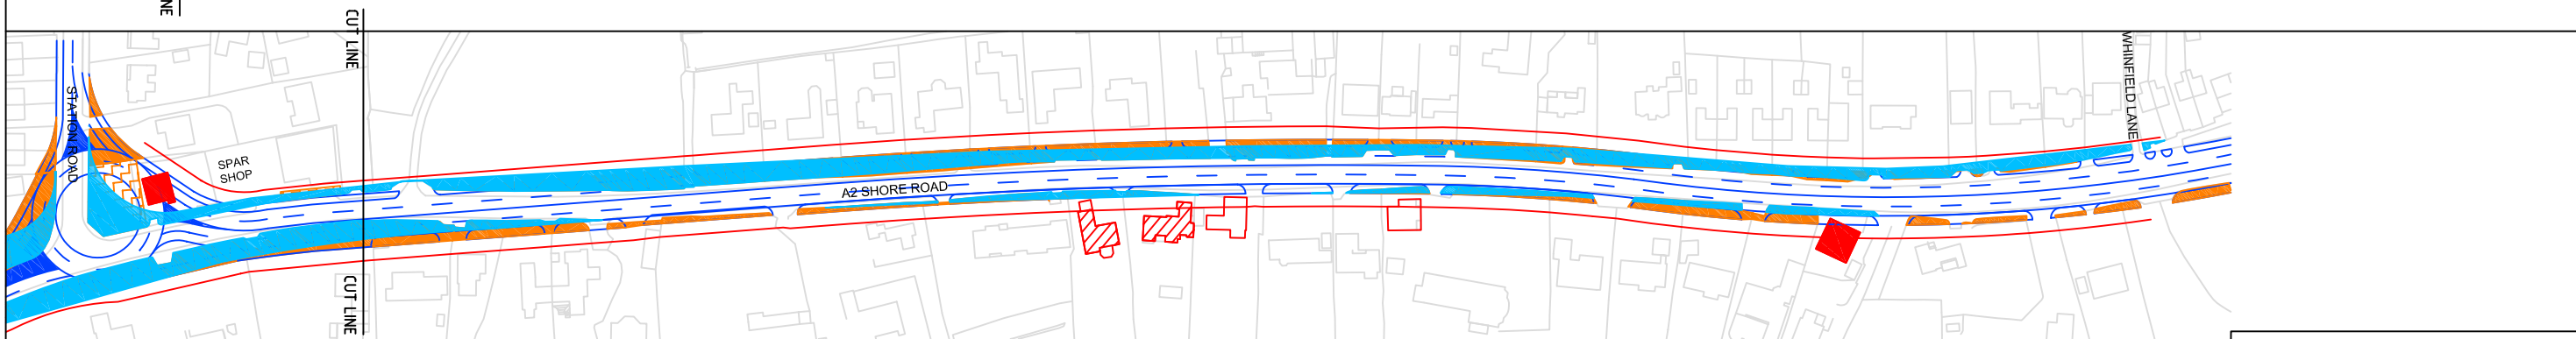 NE
CUT LINE
STATION ROAD
SPAR
SHOP
A2 SHORE ROAD
WHINFIELD LANE
CUT LINE